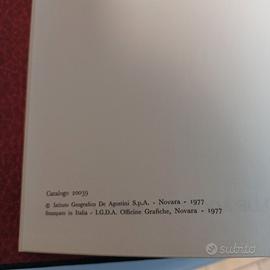 Catalogo 20039
© Istituto Geografico De Agostini S.p.A. - Novara - 1977
Stampato in Italia - I.G.D.A. Officine Grafiche, Novara - 1977
subito